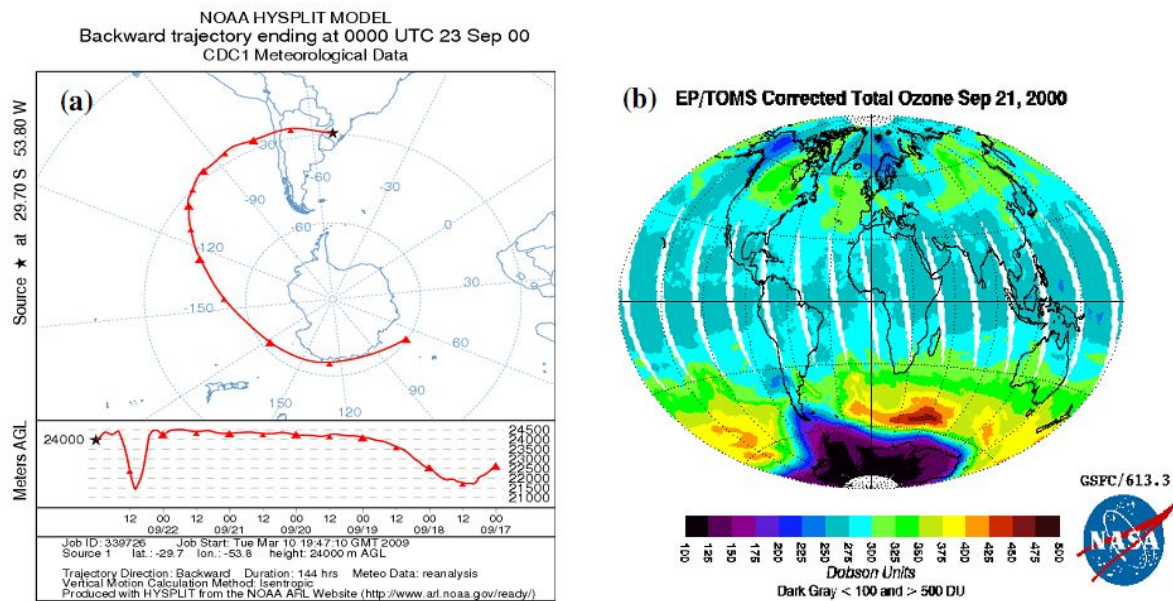 NOAA HYSPLIT MODEL
Backward trajectory ending at 0000 UTC 23 Sep 00
CDC1 Meteorological Data
Source ★ at 29.70 S 53.80 W
(a)
-30
-60
-30
-90
0
-60
-120
-60
-30
30
-150
60
150
90
120
Meters AGL
24000
24500
24000
23500
23000
22500
22000
21500
21000
12 00 12 00 12 00 12 00 12 00 12 00
09/22 09/21 09/20 09/19 09/18 09/17
Job ID: 339726 Job Start: Tue Mar 10 19:47:10 GMT 2009
Source 1 lat.: -29.7 lon.: -53.8 height: 24000 m AGL
Trajectory Direction: Backward Duration: 144 hrs Meteo Data: reanalysis
Vertical Motion Calculation Method: Isentropic
Produced with HYSPLIT from the NOAA ARL Website (http://www.arl.noaa.gov/ready/)
(b) EP/TOMS Corrected Total Ozone Sep 21, 2000
GSFC/613.3
NASA
100 125 150 175 200 225 250 275 300 325 350 375 400 425 450 475 500
Dobson Units
Dark Gray < 100 and > 500 DU